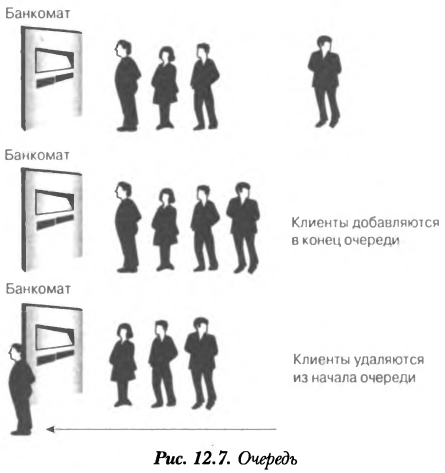 Банкомат
Банкомат
Клиенты добавляются
в конец очереди
Банкомат
Клиенты удаляются
из начала очереди
Рис. 12.7. Очередь